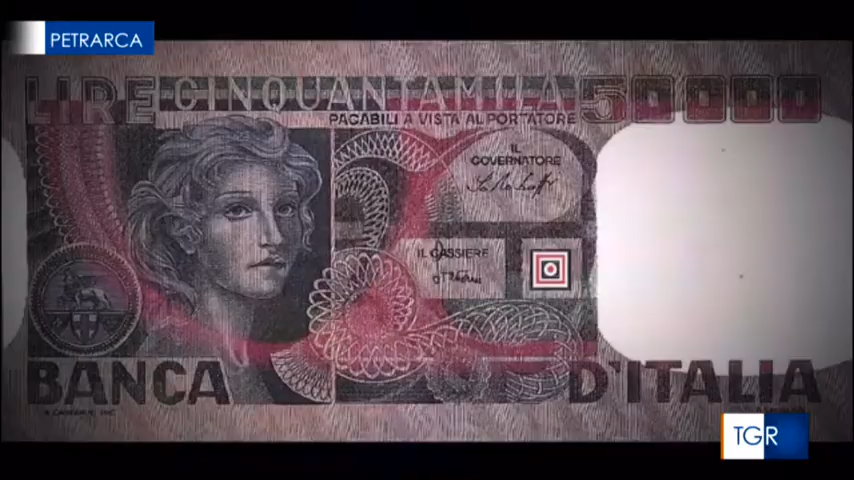 PETRARCA
LIRE CINQUANTAMILA 50000
PAGABILI A VISTA AL PORTATORE
IL
GOVERNATORE
IL CASSIERE
BANCA D'ITALIA
TGR